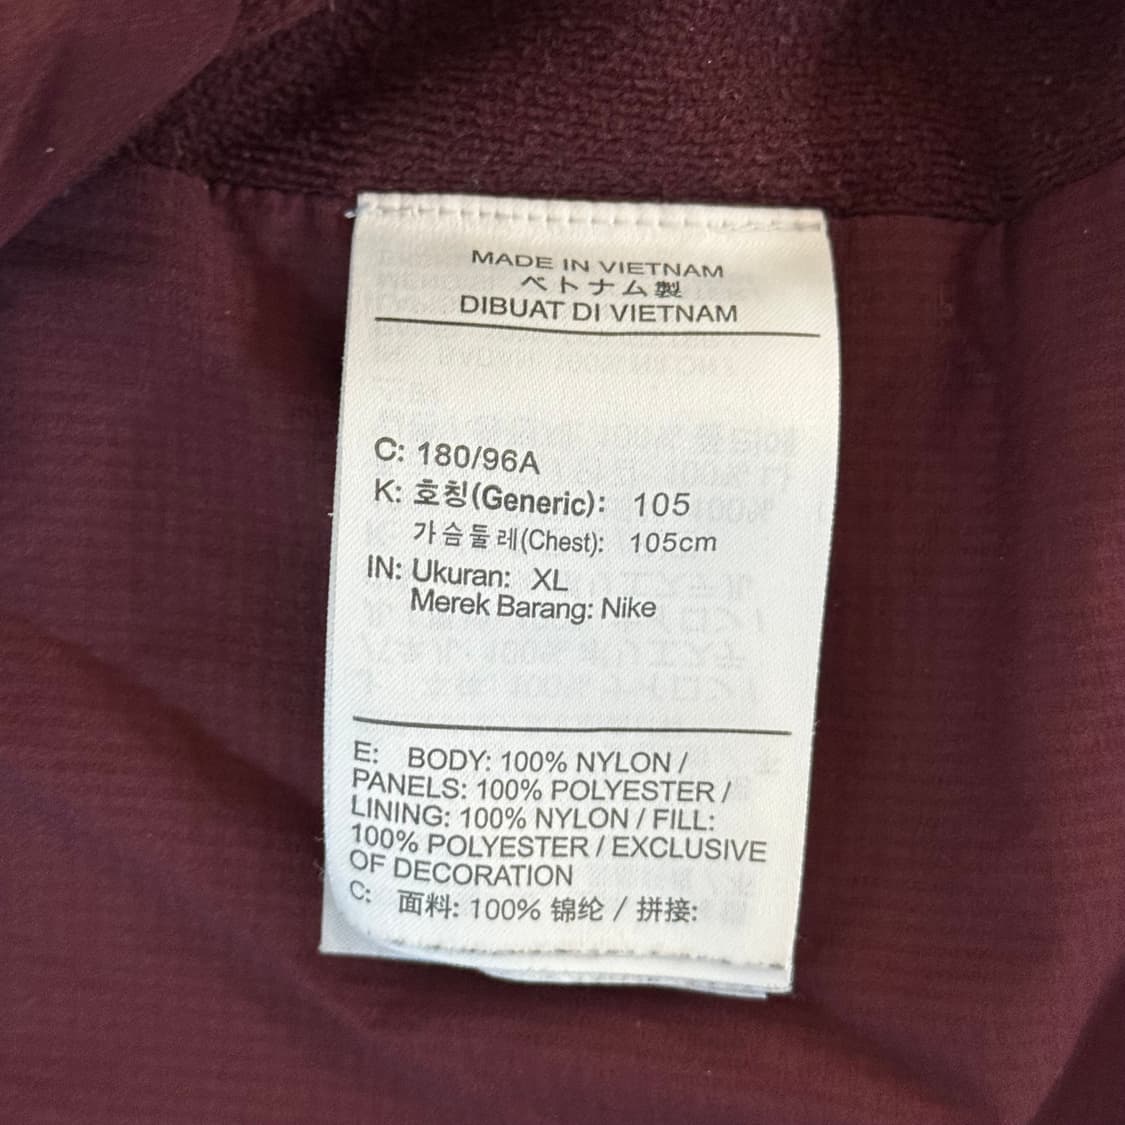 MADE IN VIETNAM
ベトナム製
DIBUAT DI VIETNAM
C: 180/96A
K: 호칭(Generic): 105
가슴둘레(Chest): 105cm
IN: Ukuran: XL
Merek Barang: Nike
E: BODY: 100% NYLON /
PANELS: 100% POLYESTER /
LINING: 100% NYLON / FILL:
100% POLYESTER / EXCLUSIVE
OF DECORATION
C: 面料: 100% 锦纶 / 拼接: